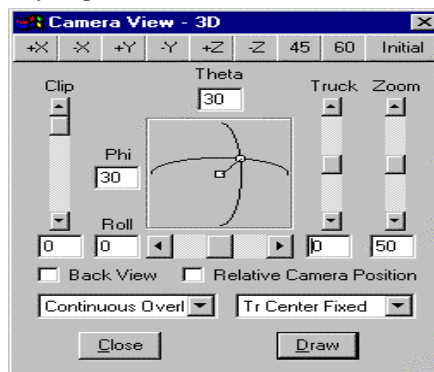 Camera View - 3D
+X -X +Y -Y +Z -Z 45 60 Initial
Clip Theta Truck Zoom
30
Phi
30
Roll
0 0 0 50
Back View Relative Camera Position
Continuous Overl Tr Center Fixed
Close Draw